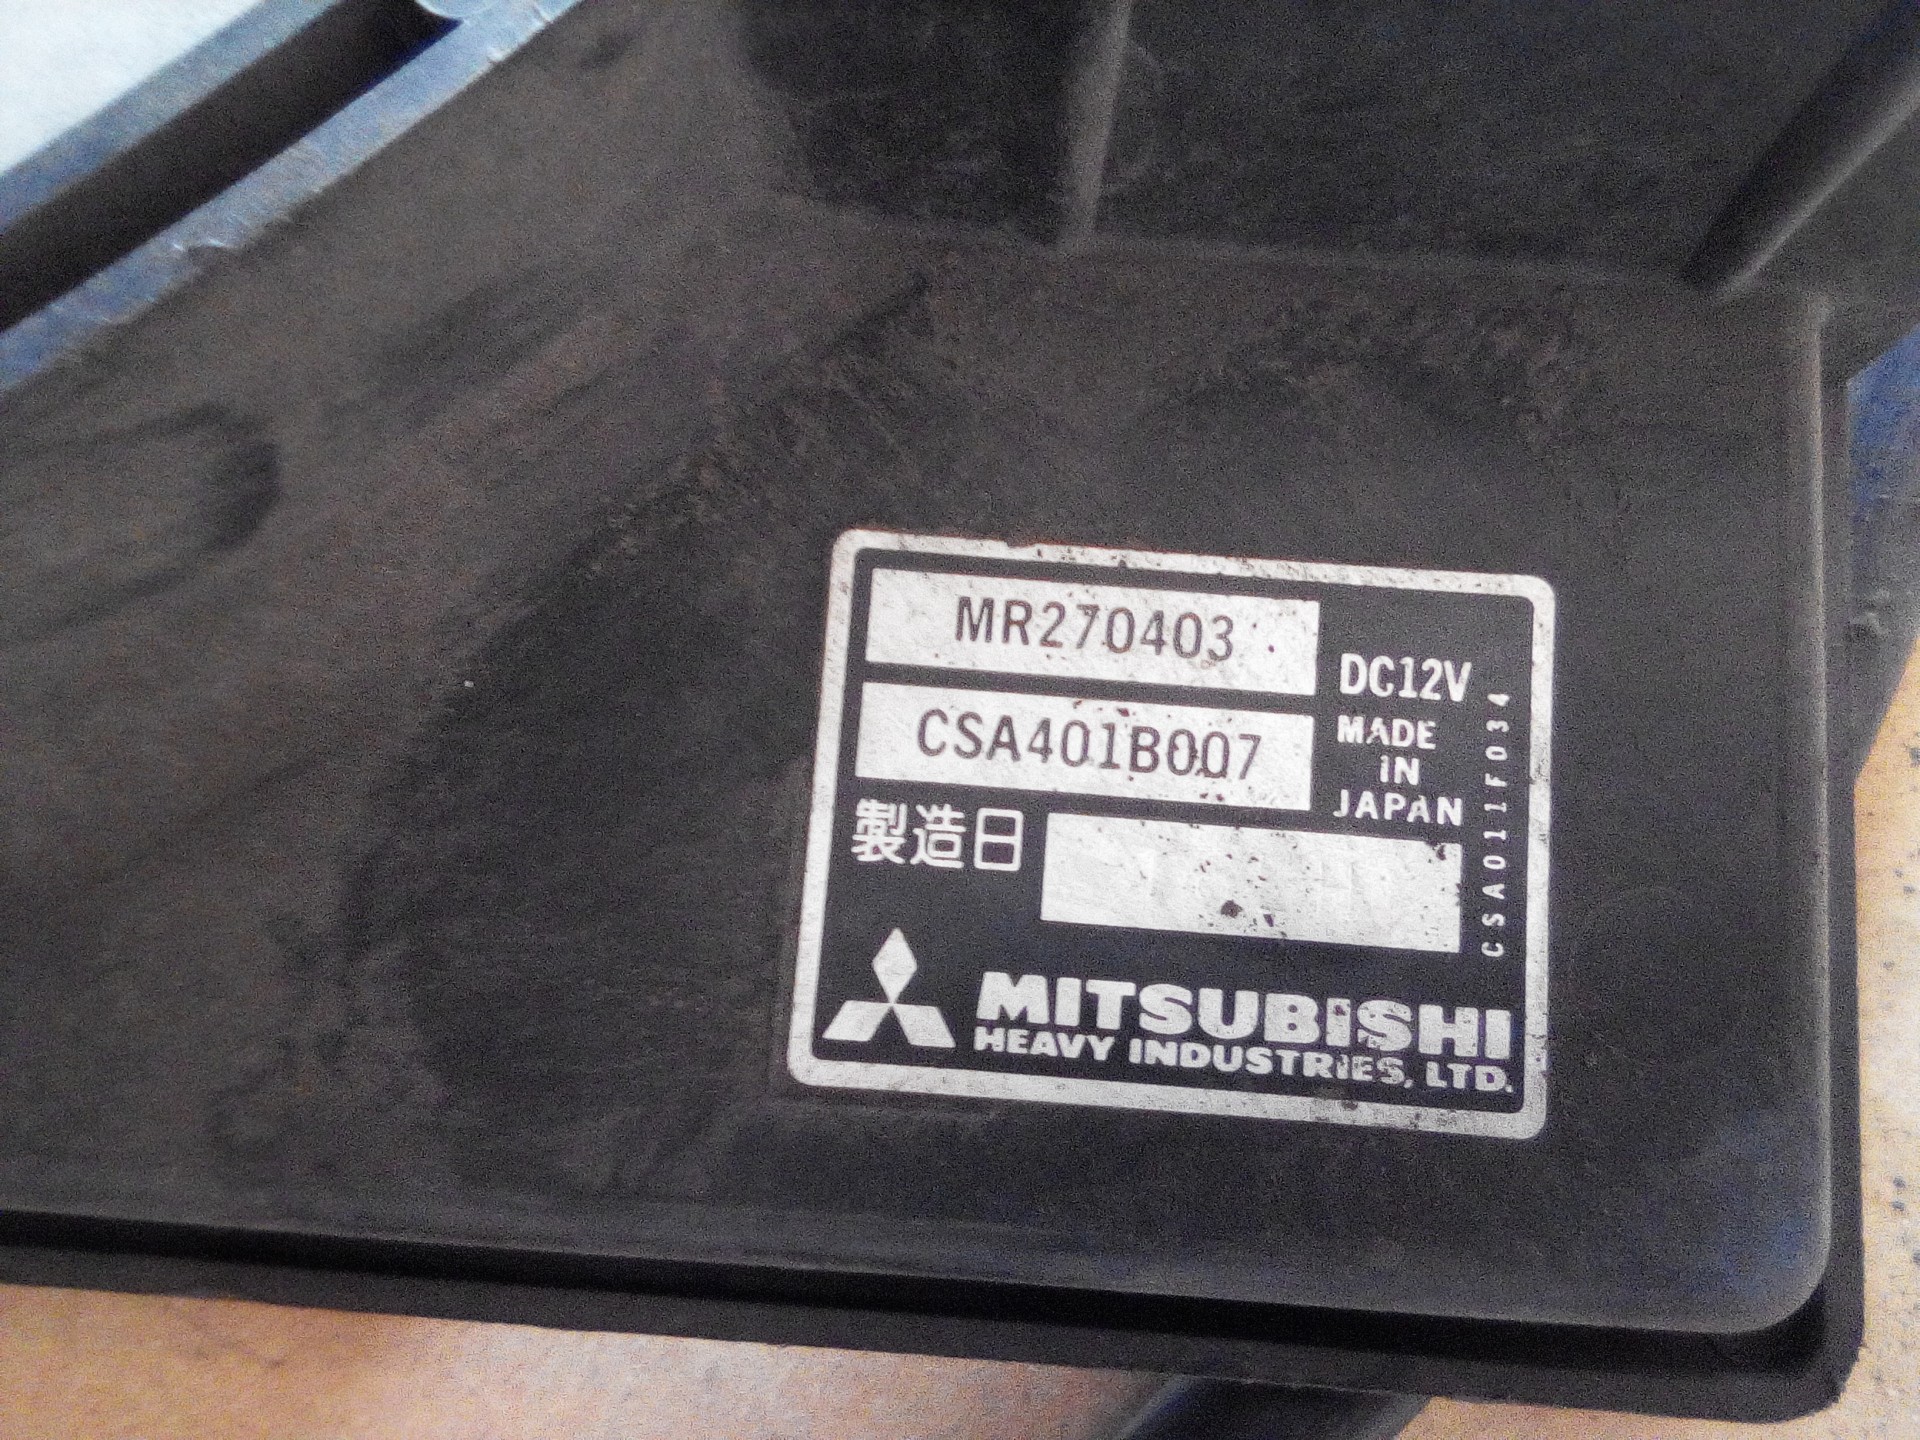 MR270403
DC12V
CSA401B007
MADE
IN
JAPAN
製造日
CSA011F034
MITSUBISHI
HEAVY INDUSTRIES, LTD.